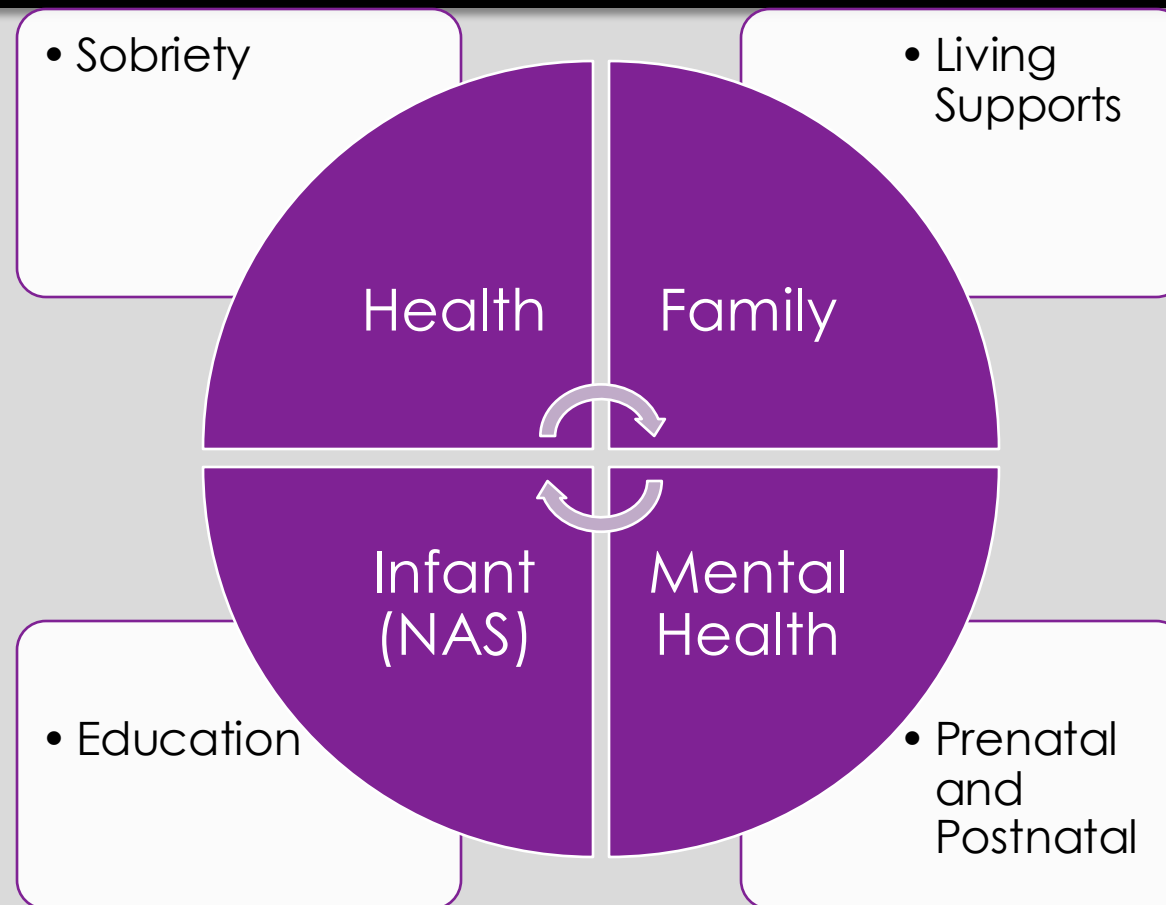 • Sobriety
• Living
Supports
Health
Family
Infant
(NAS)
Mental
Health
• Education
• Prenatal
and
Postnatal